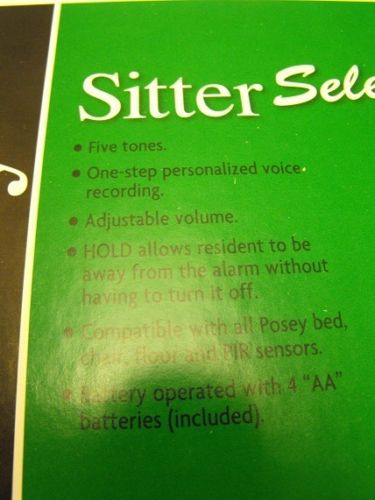 Sitter Sele
• Five tones.
• One-step personalized voice
recording.
• Adjustable volume.
• HOLD allows resident to be
away from the alarm without
having to turn it off.
• Compatible with all Posey bed,
chair, floor and PIR sensors.
• Battery operated with 4 "AA"
batteries (included).